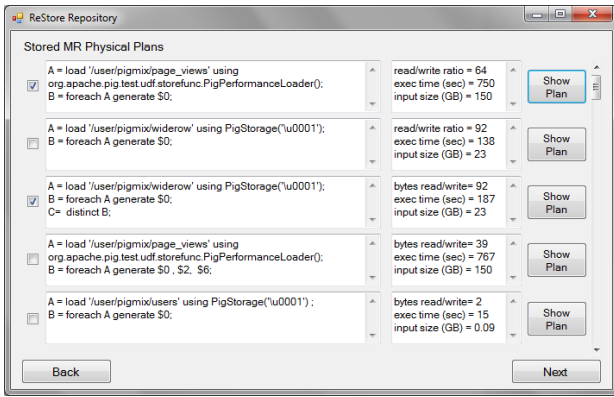 ReStore Repository
Stored MR Physical Plans
A = load '/user/pigmix/page_views' using
org.apache.pig.test.udf.storefunc.PigPerformanceLoader();
B = foreach A generate $0;
read/write ratio = 64
exec time (sec) = 750
input size (GB) = 150
Show
Plan
A = load '/user/pigmix/widerow' using PigStorage('\u0001');
B = foreach A generate $0;
read/write ratio = 92
exec time (sec) = 138
input size (GB) = 23
Show
Plan
A = load '/user/pigmix/widerow' using PigStorage('\u0001');
B = foreach A generate $0;
C= distinct B;
bytes read/write= 92
exec time (sec) = 187
input size (GB) = 23
Show
Plan
A = load '/user/pigmix/page_views' using
org.apache.pig.test.udf.storefunc.PigPerformanceLoader();
B = foreach A generate $0 , $2, $6;
bytes read/write= 39
exec time (sec) = 767
input size (GB) = 150
Show
Plan
A = load '/user/pigmix/users' using PigStorage('\u0001') ;
B = foreach A generate $0;
bytes read/write= 2
exec time (sec) = 15
input size (GB) = 0.09
Show
Plan
Back
Next